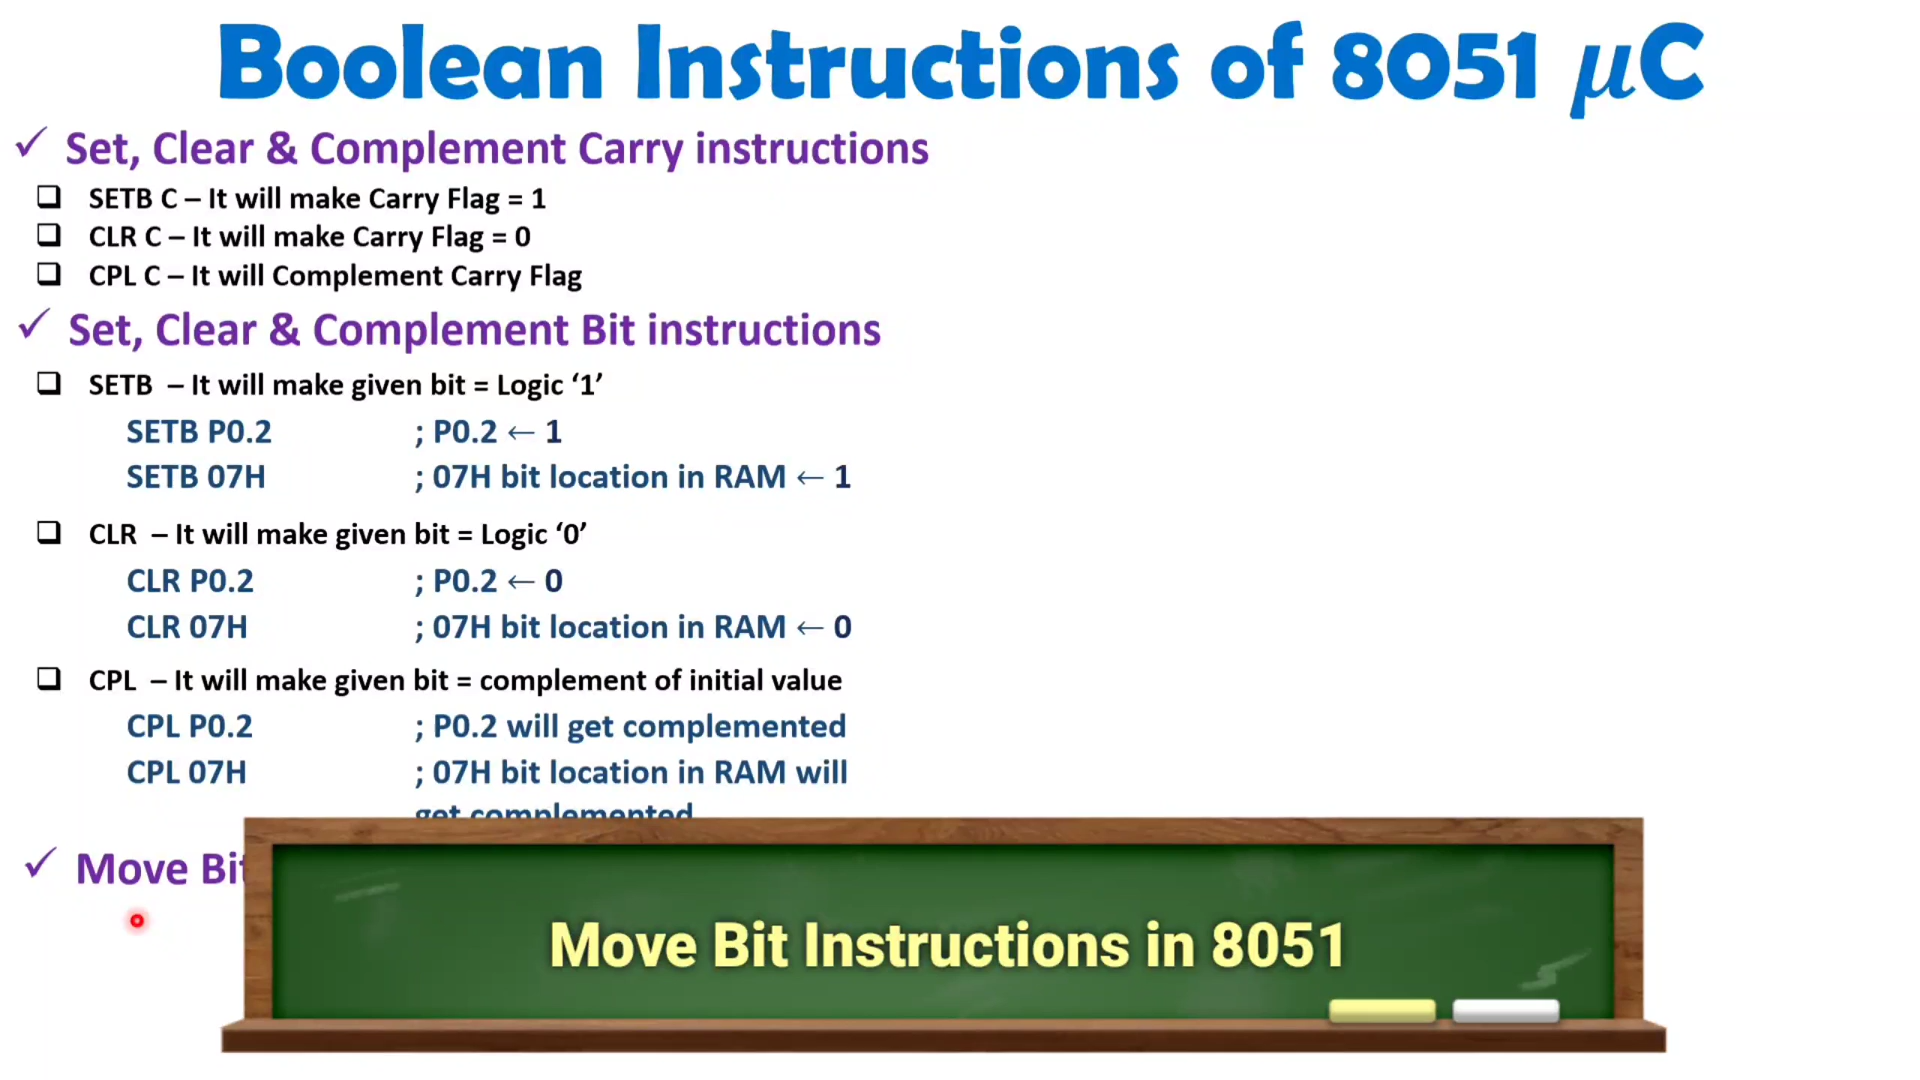 Boolean Instructions of 8051 μC
✓ Set, Clear & Complement Carry instructions
❑ SETB C – It will make Carry Flag = 1
❑ CLR C – It will make Carry Flag = 0
❑ CPL C – It will Complement Carry Flag
✓ Set, Clear & Complement Bit instructions
❑ SETB – It will make given bit = Logic ‘1’
SETB P0.2 ; P0.2 ← 1
SETB 07H ; 07H bit location in RAM ← 1
❑ CLR – It will make given bit = Logic ‘0’
CLR P0.2 ; P0.2 ← 0
CLR 07H ; 07H bit location in RAM ← 0
❑ CPL – It will make given bit = complement of initial value
CPL P0.2 ; P0.2 will get complemented
CPL 07H ; 07H bit location in RAM will
get complemented
✓ Move Bit
Move Bit Instructions in 8051